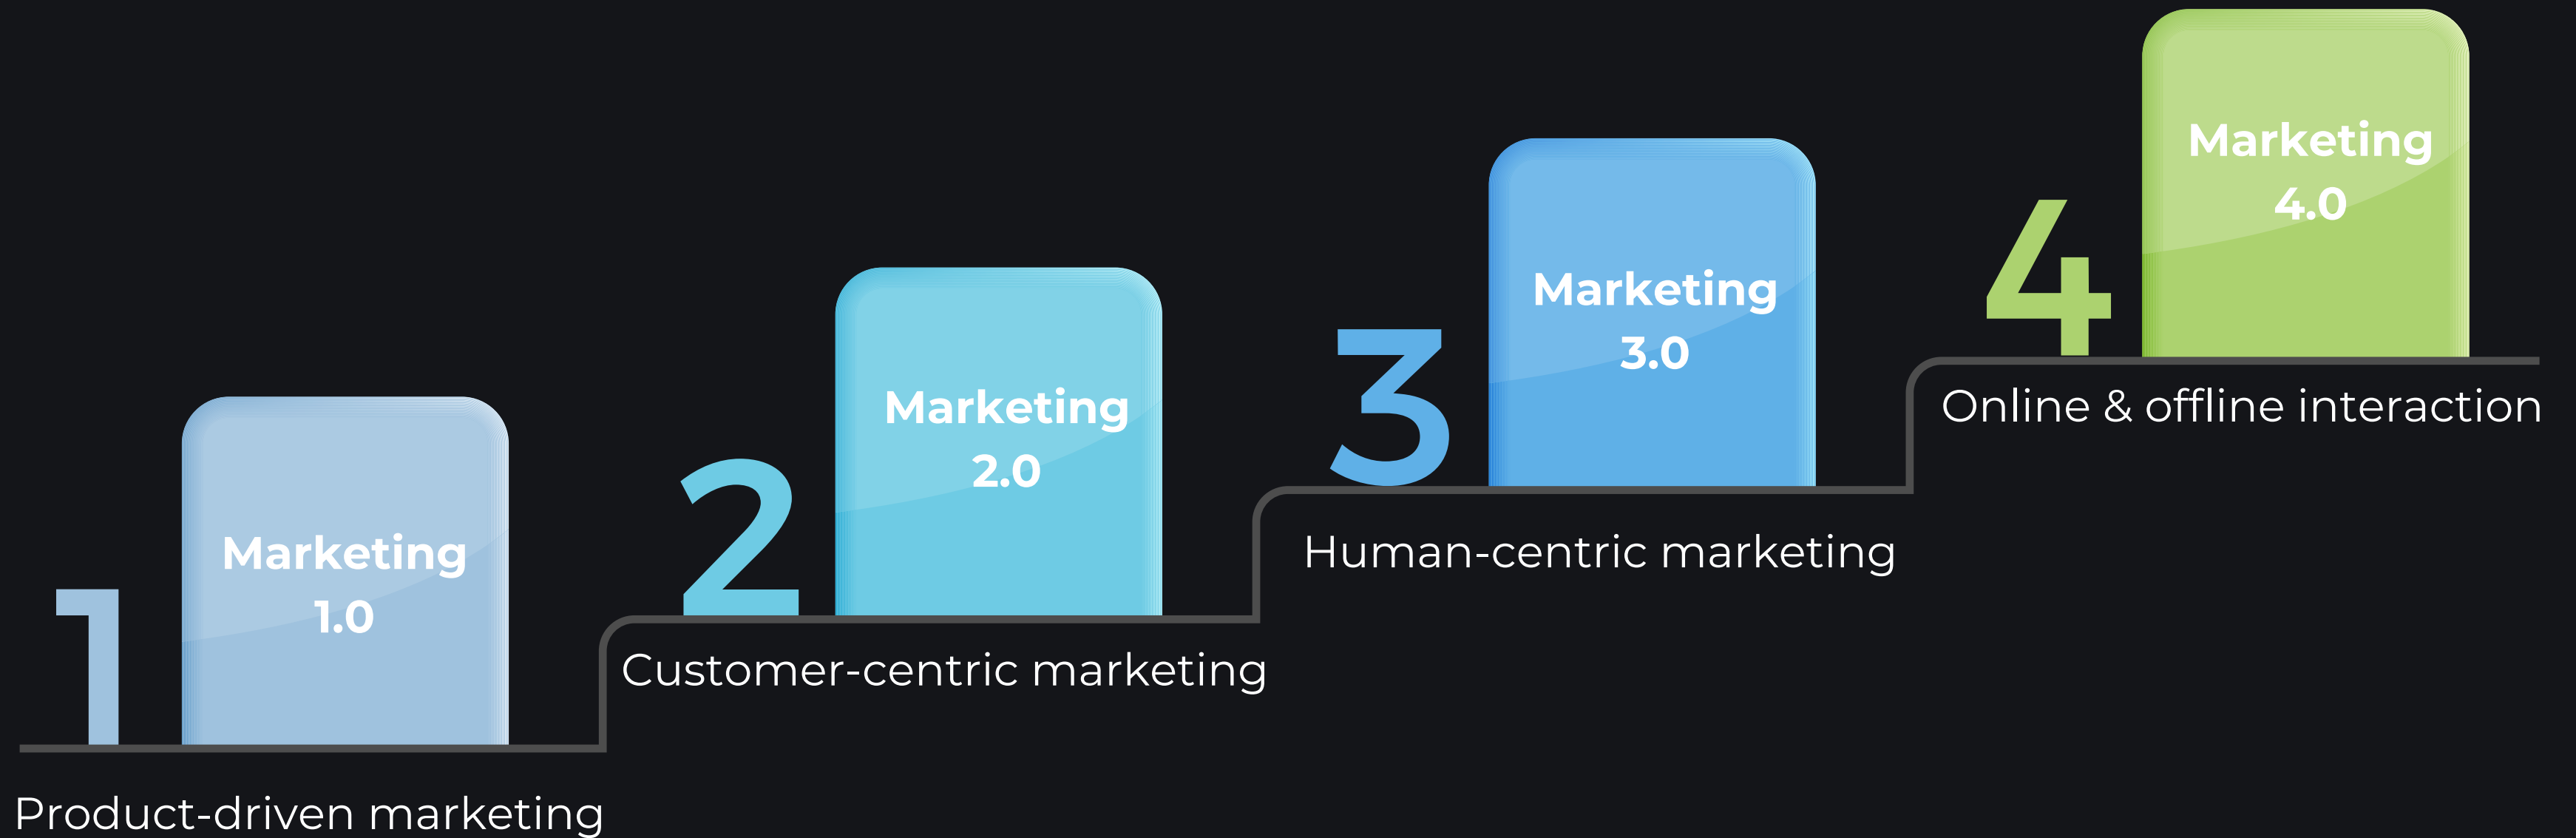 1
Marketing
1.0
Product-driven marketing
2
Marketing
2.0
Customer-centric marketing
3
Marketing
3.0
Human-centric marketing
4
Marketing
4.0
Online & offline interaction